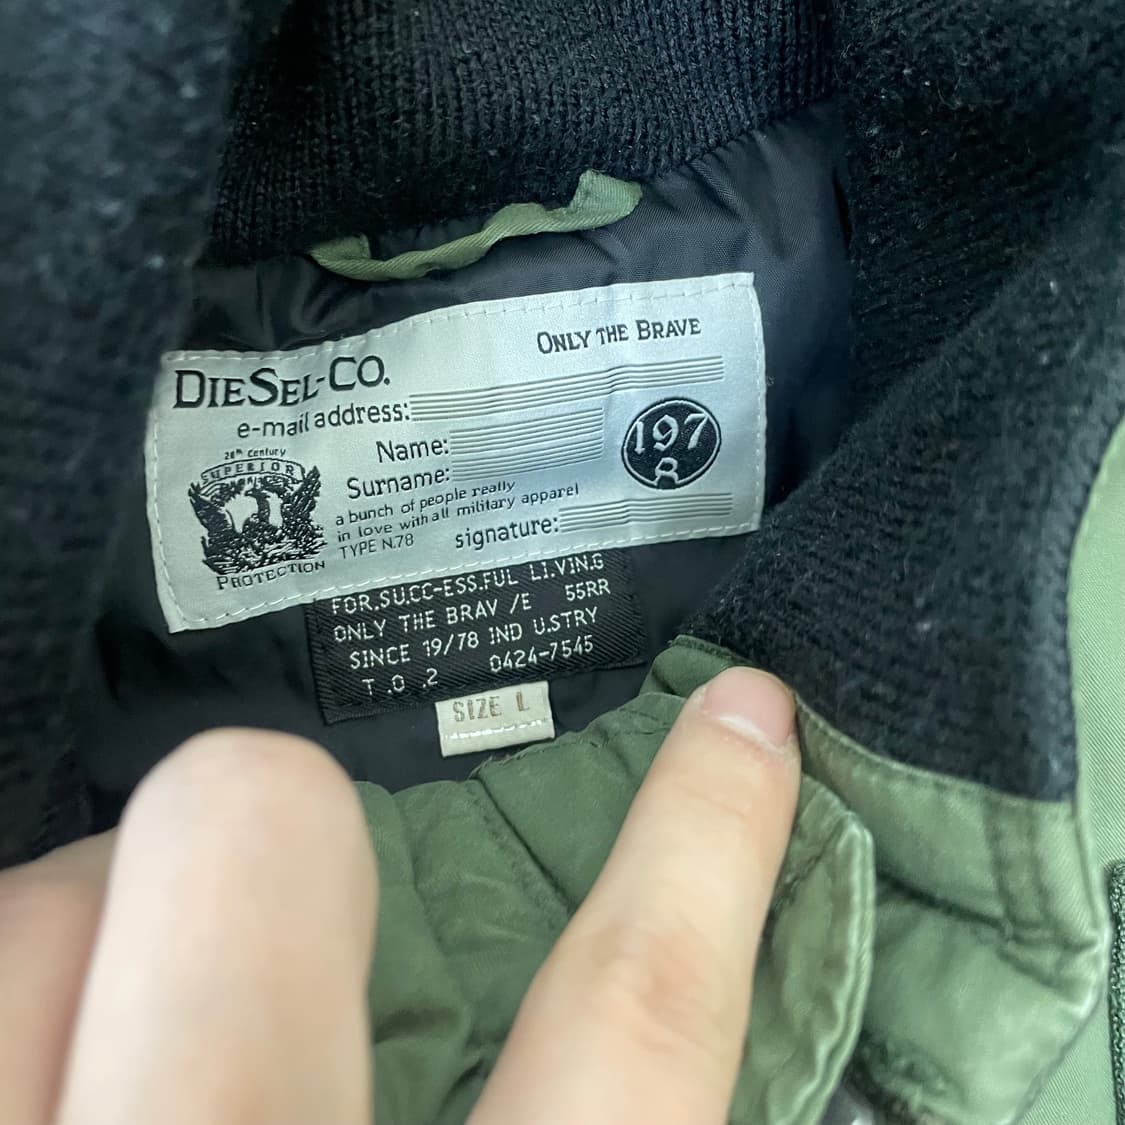 ONLY THE BRAVE
DIESEL-CO.
e-mail address:
Name:
Surname:
197
8
20th Century
SUPERIOR
PROTECTION
a bunch of people really
in love with all military apparel
TYPE N.78
signature:
FOR.SU.CC-ESS.FUL LI.VIN.G
ONLY THE BRAV /E 55RR
SINCE 19/78 IND U.STRY
T .O .2 0424-7545
SIZE L